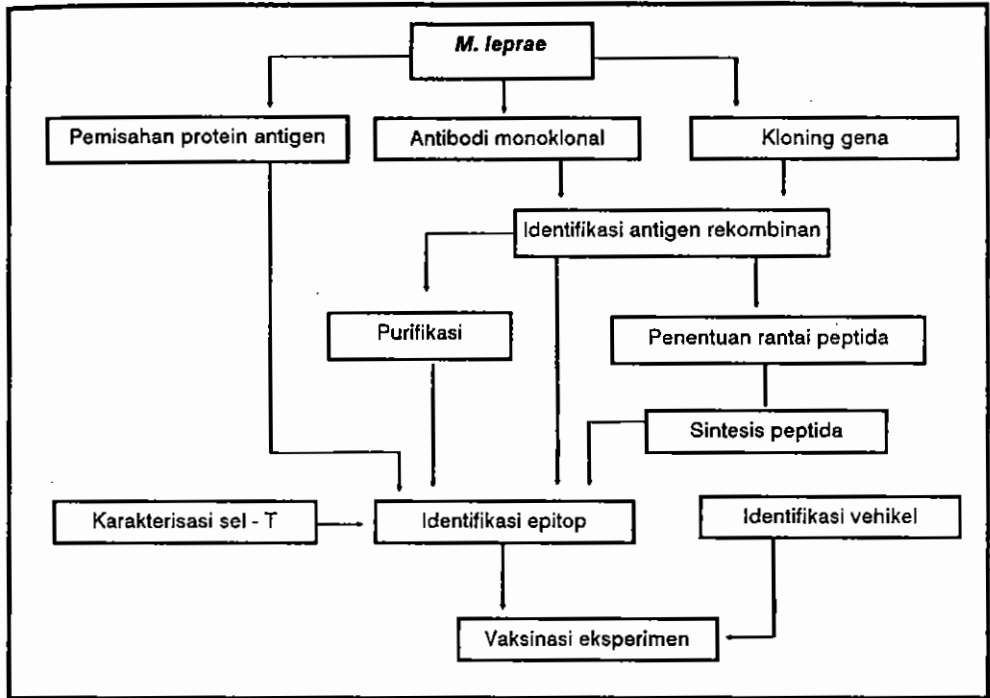 M. leprae
Pemisahan protein antigen
Antibodi monoklonal
Kloning gena
Identifikasi antigen rekombinan
Purifikasi
Penentuan rantai peptida
Sintesis peptida
Karakterisasi sel - T
Identifikasi epitop
Identifikasi vehikel
Vaksinasi eksperimen